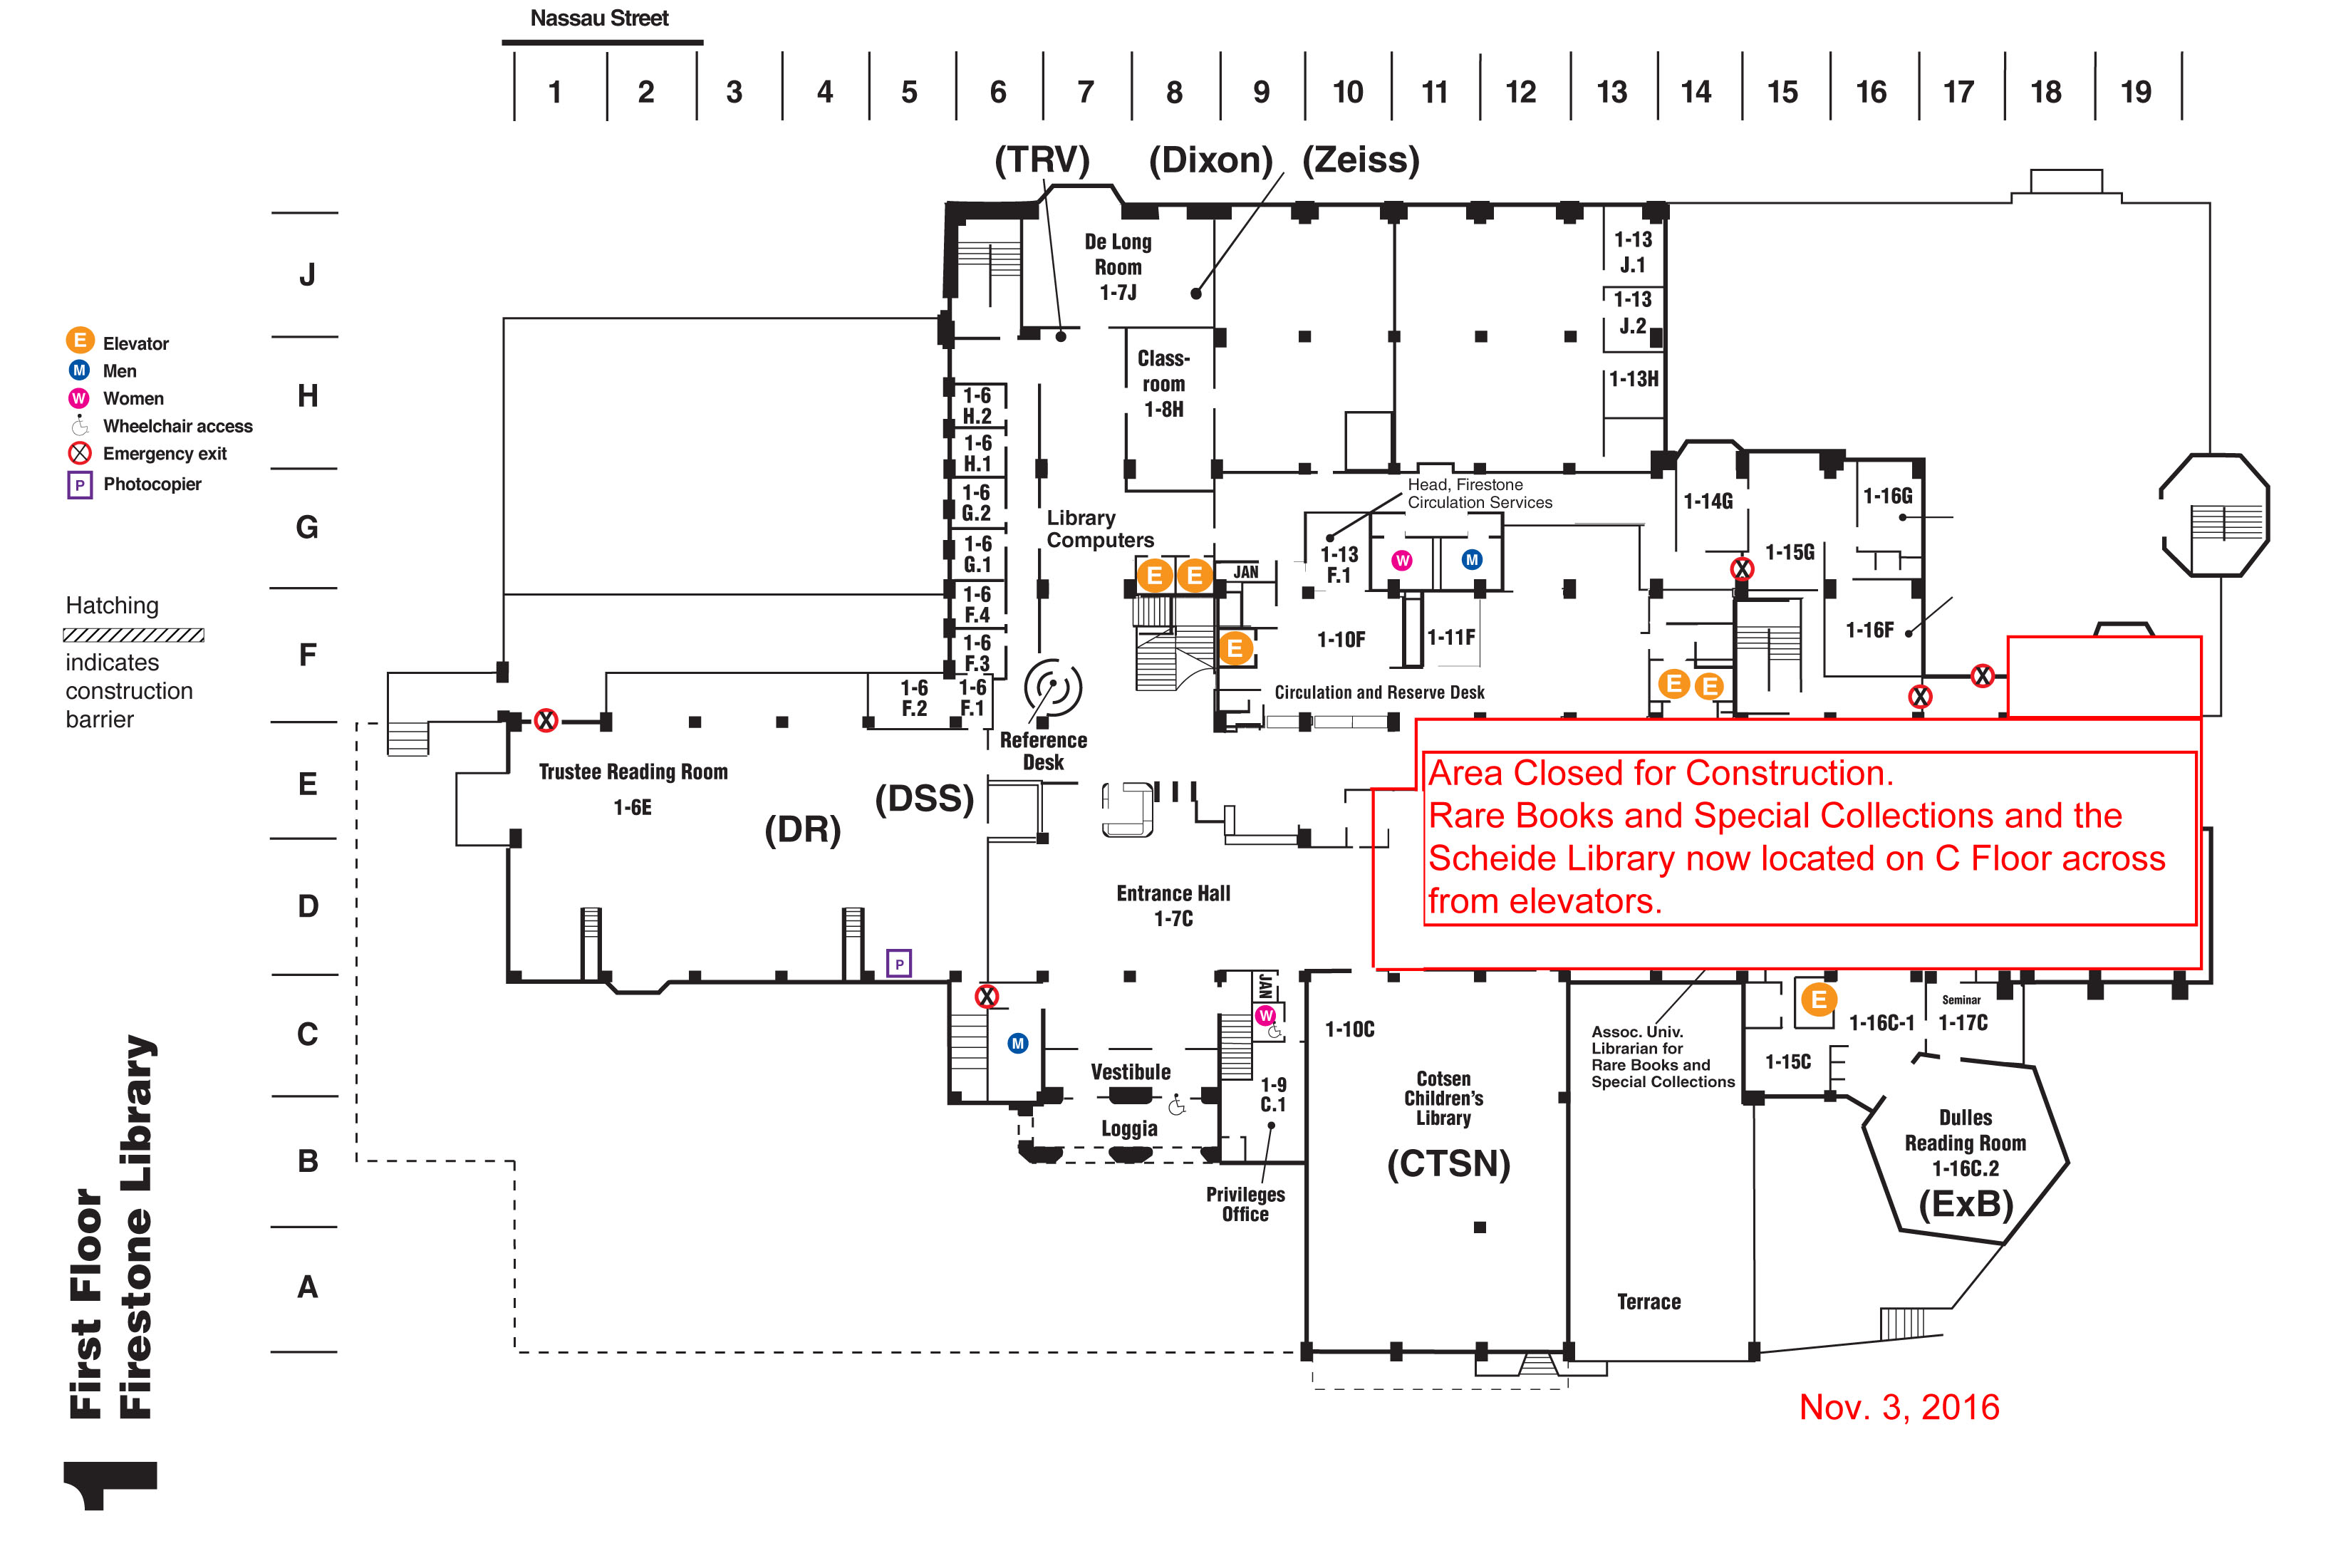 Nassau Street
1 2 3 4 5 6 7 8 9 10 11 12 13 14 15 16 17 18 19
(TRV) (Dixon) (Zeiss)
J
H
G
F
E
D
C
B
A
E Elevator
M Men
W Women
Wheelchair access
X Emergency exit
P Photocopier
Hatching
indicates
construction
barrier
De Long
Room
1-7J
1-13
J.1
1-13
J.2
1-13H
Class-
room
1-8H
1-6
H.2
1-6
H.1
1-6
G.2
1-6
G.1
1-6
F.4
1-6
F.3
1-6
F.2
1-6
F.1
Library
Computers
E E
JAN
E
Head, Firestone
Circulation Services
1-13
F.1
W
M
1-10F
1-11F
Circulation and Reserve Desk
1-14G
1-15G
1-16G
1-16F
E E
Reference
Desk
Trustee Reading Room
1-6E
(DR)
(DSS)
P
Entrance Hall
1-7C
Area Closed for Construction.
Rare Books and Special Collections and the
Scheide Library now located on C Floor across
from elevators.
M
JAN
W
Vestibule
Loggia
1-9
C.1
Privileges
Office
1-10C
Cotsen
Children's
Library
(CTSN)
Assoc. Univ.
Librarian for
Rare Books and
Special Collections
E
1-15C
1-16C-1
Seminar
1-17C
Dulles
Reading Room
1-16C.2
(ExB)
Terrace
Nov. 3, 2016
First Floor
Firestone Library
1